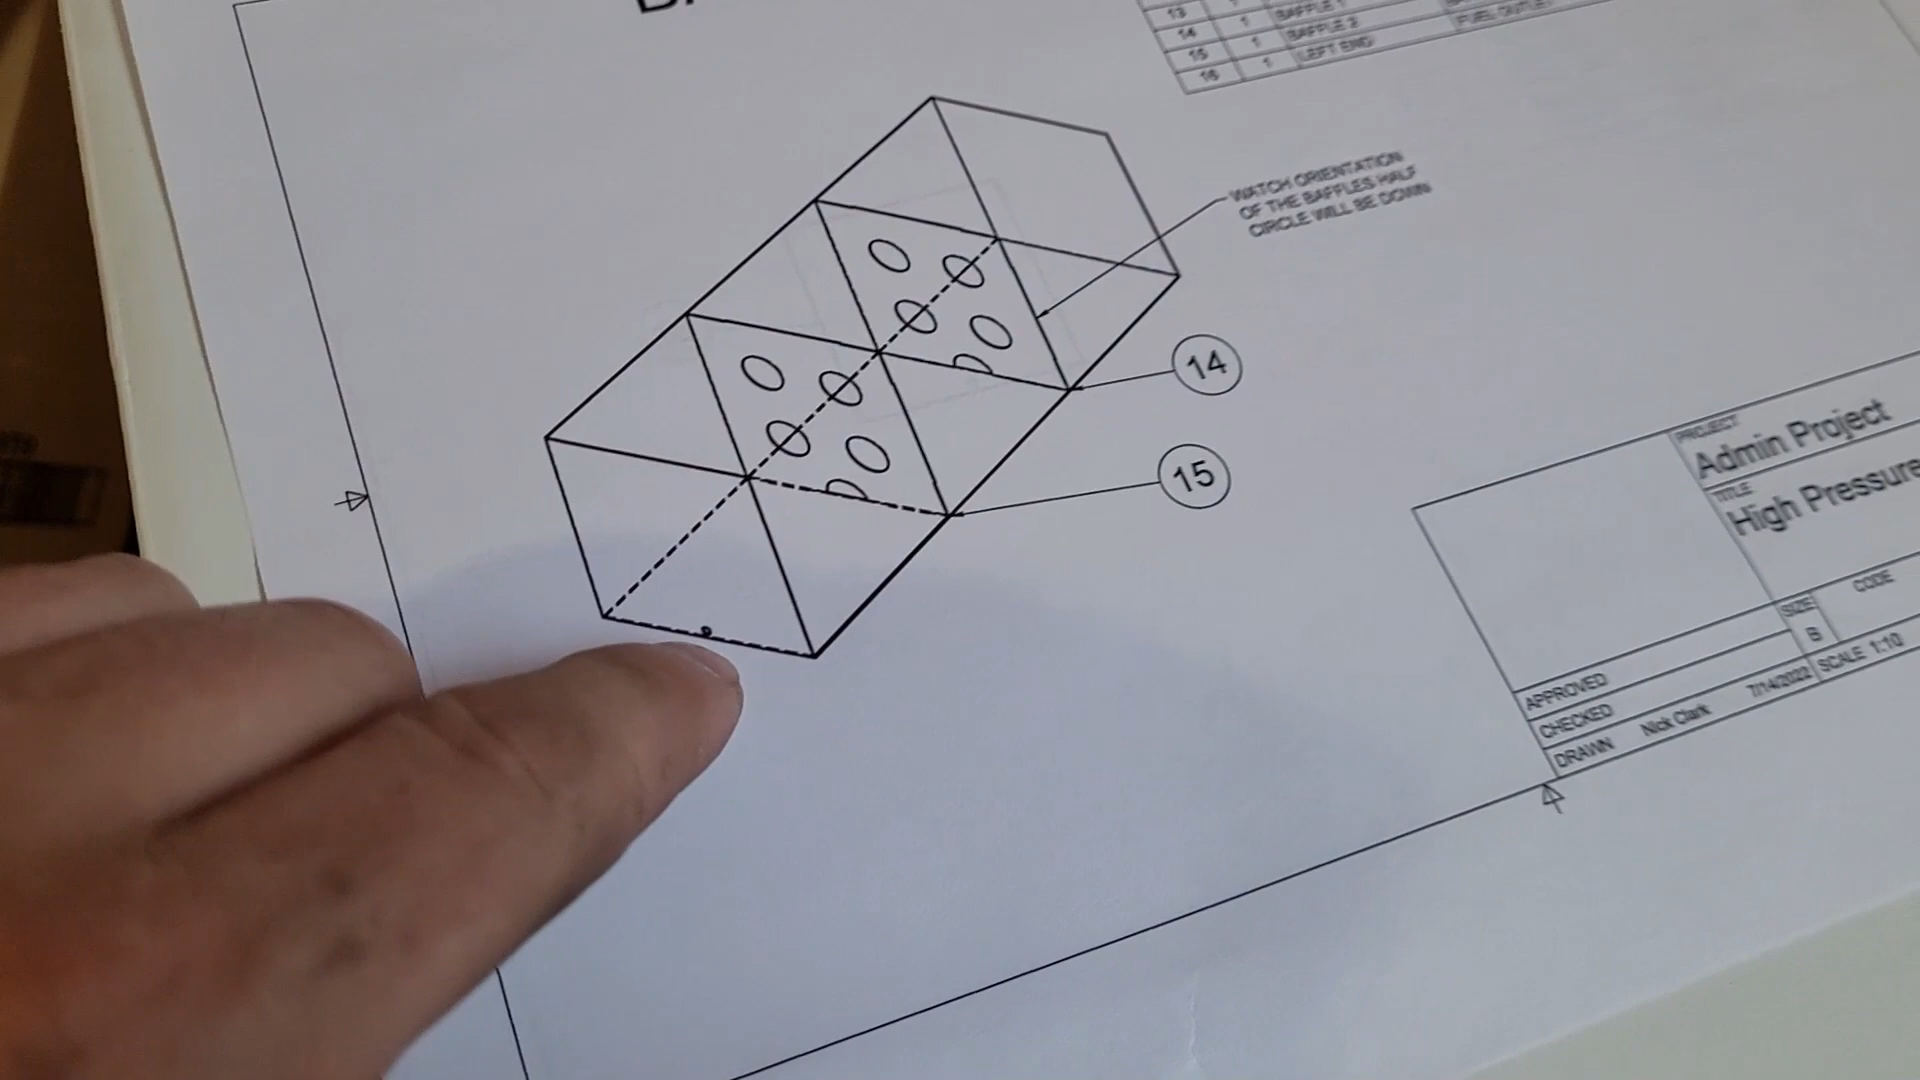 13 1 BAFFLE 1
14 1 BAFFLE 2 (FUEL OUTLET
15 1 LEFT END
16 1
WATCH ORIENTATION
OF THE BAFFLES HALF
CIRCLE WILL BE DOWN
14
15
PROJECT
Admin Project
TITLE
High Pressure
APPROVED
CHECKED
DRAWN Nick Clark 7/14/2022
SIZE
B
CODE
SCALE 1:10